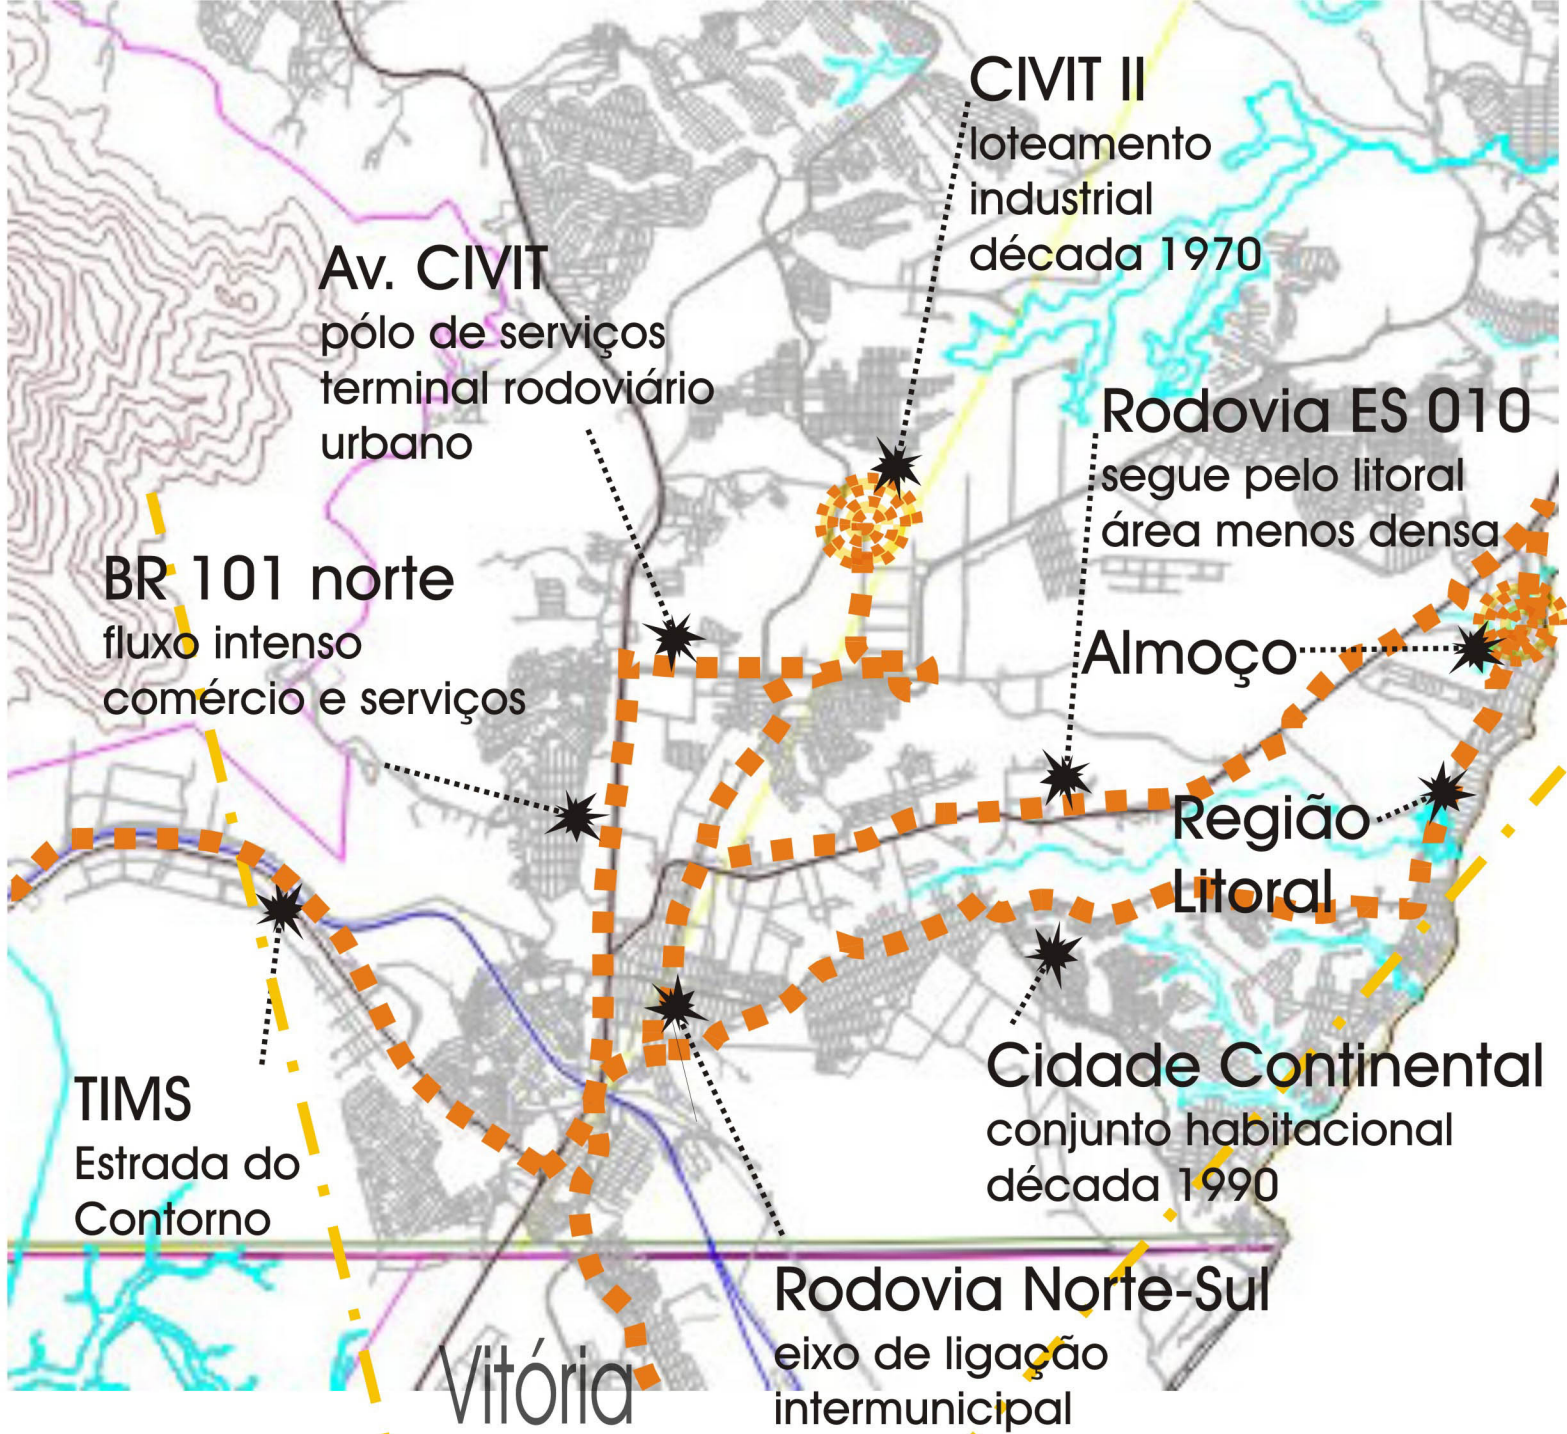 CIVIT II
loteamento
industrial
década 1970
Av. CIVIT
pólo de serviços
terminal rodoviário
urbano
Rodovia ES 010
segue pelo litoral
área menos densa
BR 101 norte
fluxo intenso
comércio e serviços
Almoço
Região
Litoral
TIMS
Estrada do
Contorno
Cidade Continental
conjunto habitacional
década 1990
Rodovia Norte-Sul
eixo de ligação
intermunicipal
Vitória